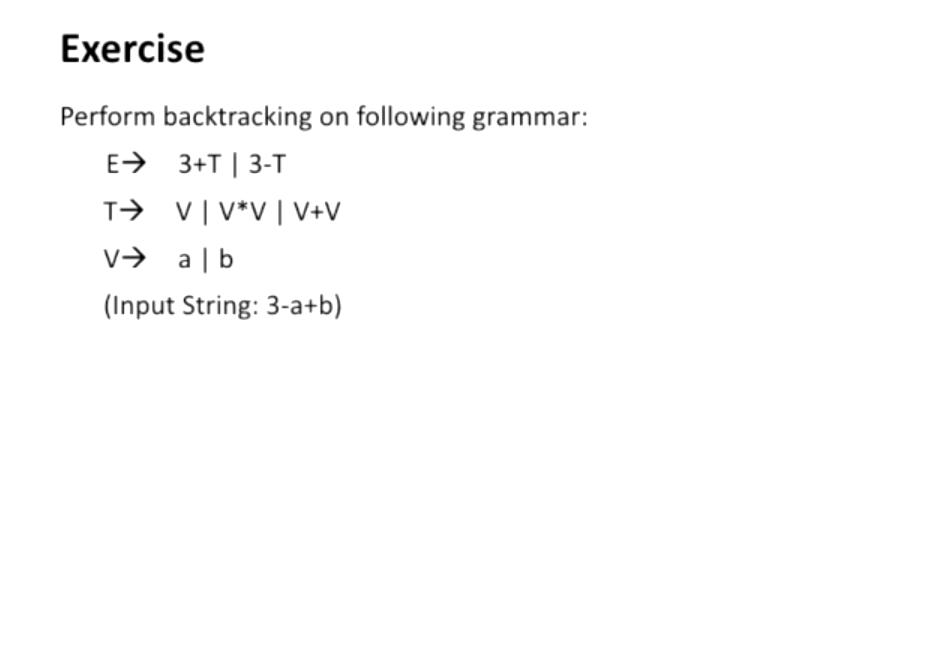 Exercise
Perform backtracking on following grammar:
E→ 3+T | 3-T
T→ V | V*V | V+V
V→ a | b
(Input String: 3-a+b)